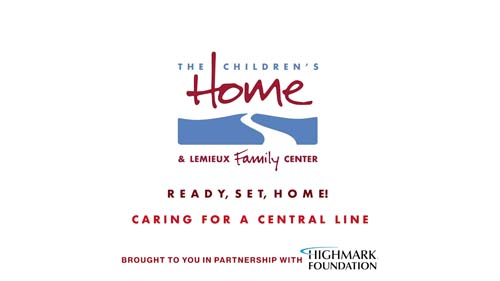 THE CHILDREN'S
Home
& LEMIEUX Family CENTER
READY, SET, HOME!
CARING FOR A CENTRAL LINE
BROUGHT TO YOU IN PARTNERSHIP WITH HIGHMARK
FOUNDATION